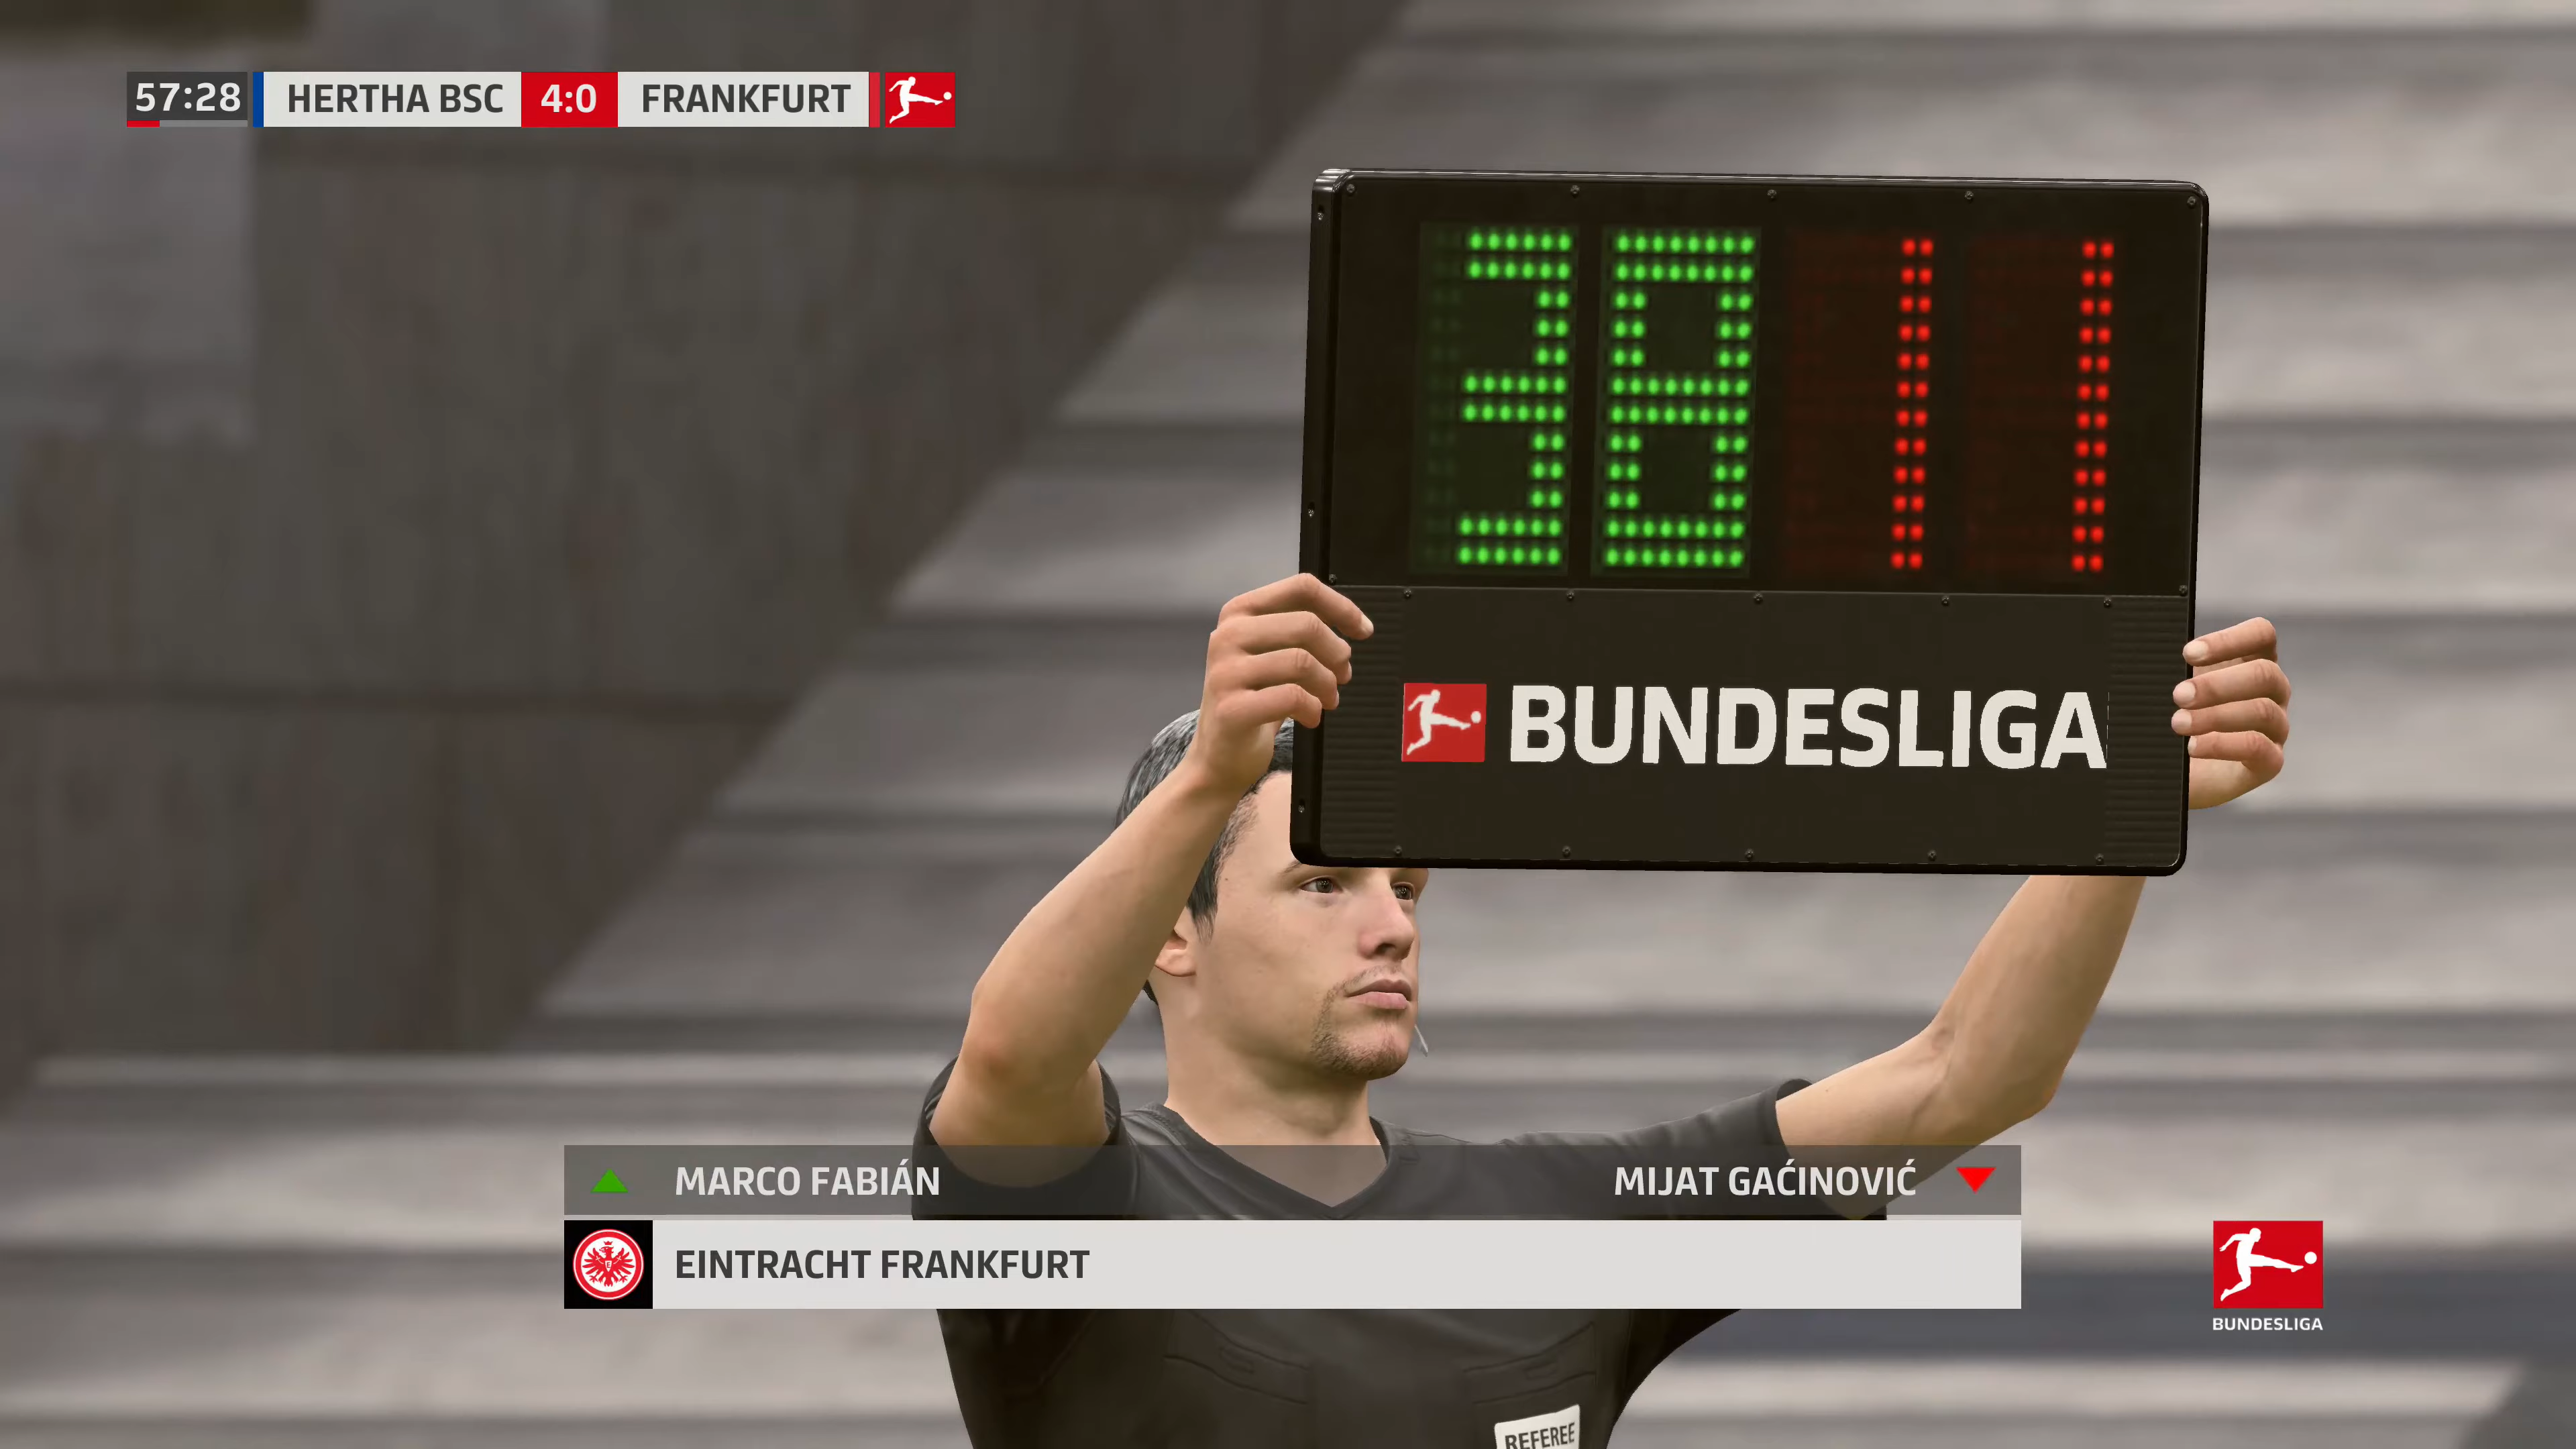 57:28 HERTHA BSC 4:0 FRANKFURT
38 11
BUNDESLIGA
MARCO FABIÁN MIJAT GAĆINOVIĆ
EINTRACHT FRANKFURT
BUNDESLIGA
REFEREE